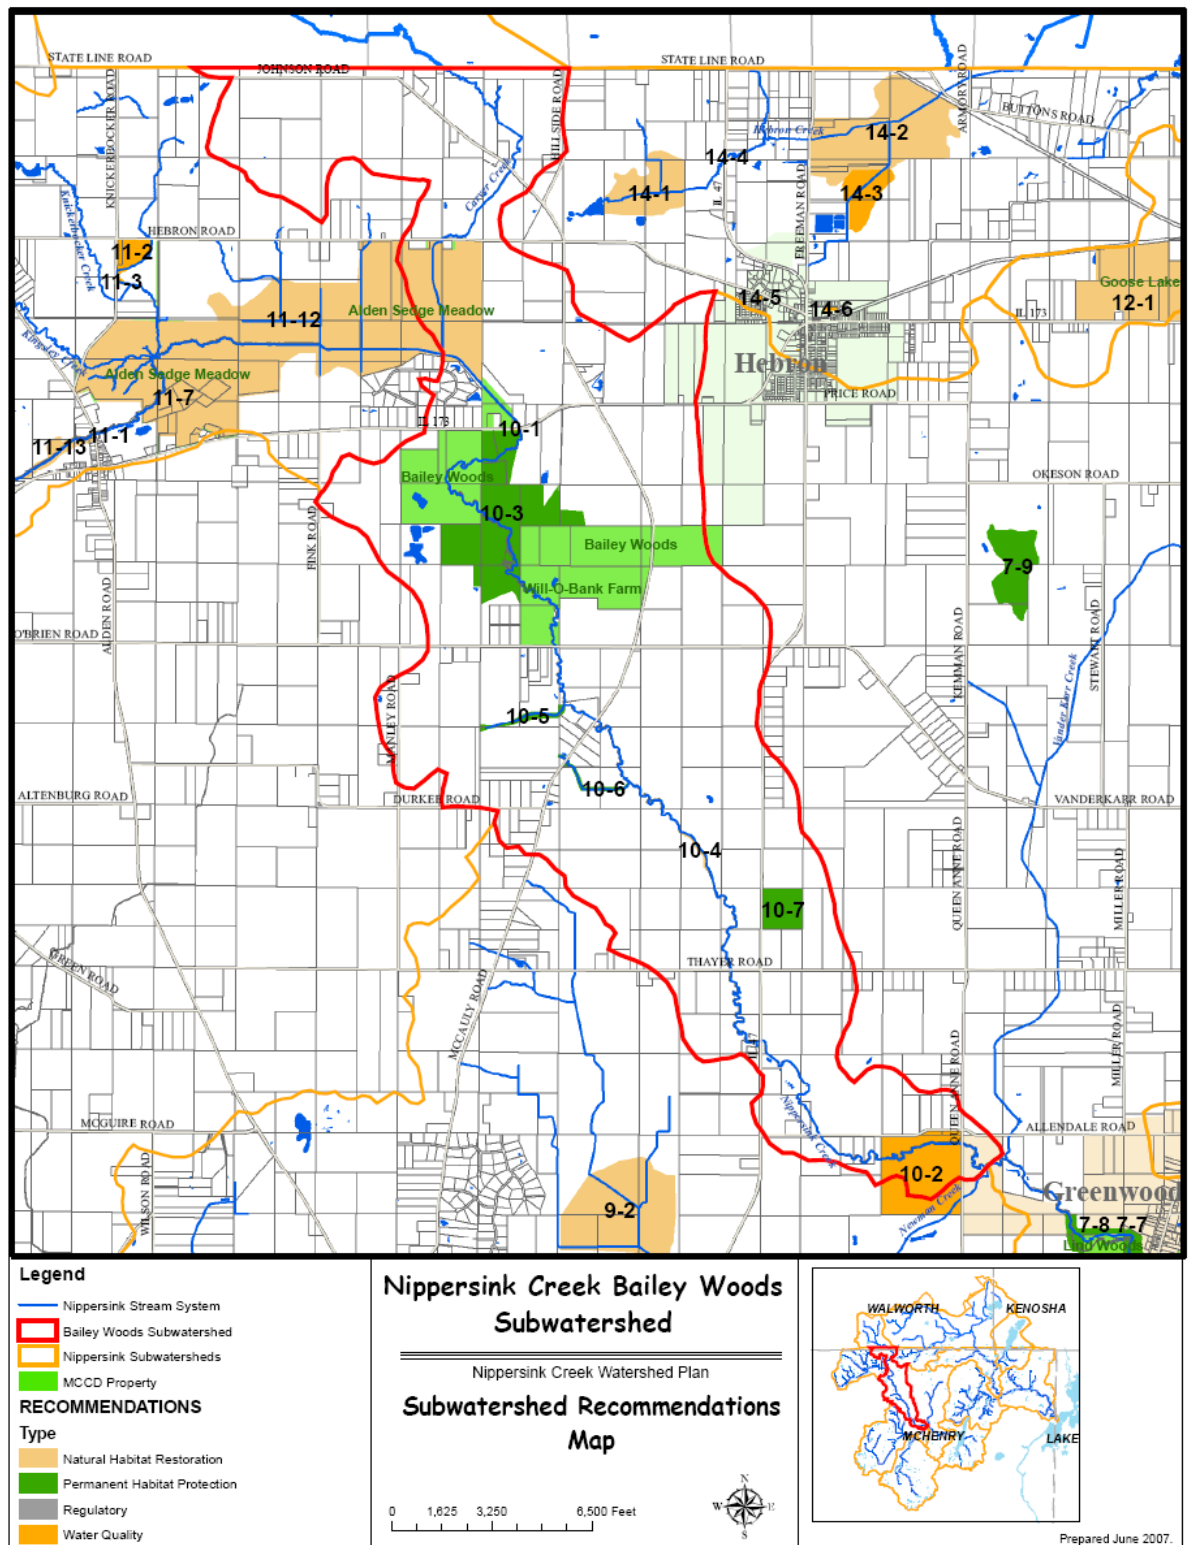 STATE LINE ROAD
STATE LINE ROAD
JOHNSON ROAD
KNICKERBOCKER ROAD
HILLSIDE ROAD
ARMORY ROAD
BUTTONS ROAD
Hebron Creek
14-2
14-4
Carver Creek
14-1
IL 47
14-3
FREEMAN ROAD
Knickerbocker Creek
HEBRON ROAD
11-2
11-3
Goose Lake
12-1
14-5
14-6
IL 173
11-12
Alden Sedge Meadow
Kingsley Creek
Hebron
Alden Sedge Meadow
11-7
PRICE ROAD
IL 173
10-1
11-13
11-1
Bailey Woods
OKESON ROAD
10-3
FINK ROAD
Bailey Woods
7-9
Will-O-Bank Farm
ALDEN ROAD
O'BRIEN ROAD
KEMMAN ROAD
STEWART ROAD
Vander Karr Creek
MANLEY ROAD
10-5
10-6
ALTENBURG ROAD
DURKEE ROAD
VANDERKARR ROAD
10-4
QUEEN ANNE ROAD
MILLER ROAD
10-7
GREEN ROAD
THAYER ROAD
MCCAULY ROAD
IL 47
MILLER ROAD
QUEEN ANNE ROAD
MCGUIRE ROAD
Nippersink Creek
ALLENDALE ROAD
WILSON ROAD
10-2
Greenwood
9-2
Newman Creek
7-8 7-7
Lind Woods
Legend
Nippersink Stream System
Bailey Woods Subwatershed
Nippersink Subwatersheds
MCCD Property
RECOMMENDATIONS
Type
Natural Habitat Restoration
Permanent Habitat Protection
Regulatory
Water Quality
Nippersink Creek Bailey Woods
Subwatershed
Nippersink Creek Watershed Plan
Subwatershed Recommendations
Map
0 1,625 3,250 6,500 Feet
N
W E
S
WALWORTH
KENOSHA
MCHENRY
LAKE
Prepared June 2007.